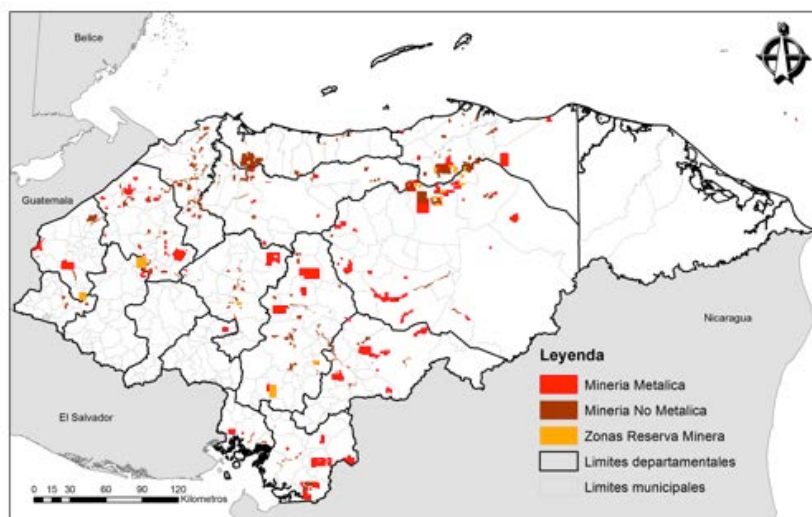 Belice
Guatemala
Nicaragua
El Salvador
Leyenda
Mineria Metalica
Mineria No Metalica
Zonas Reserva Minera
Limites departamentales
Limites municipales
0 15 30 60 90 120
Kilometros